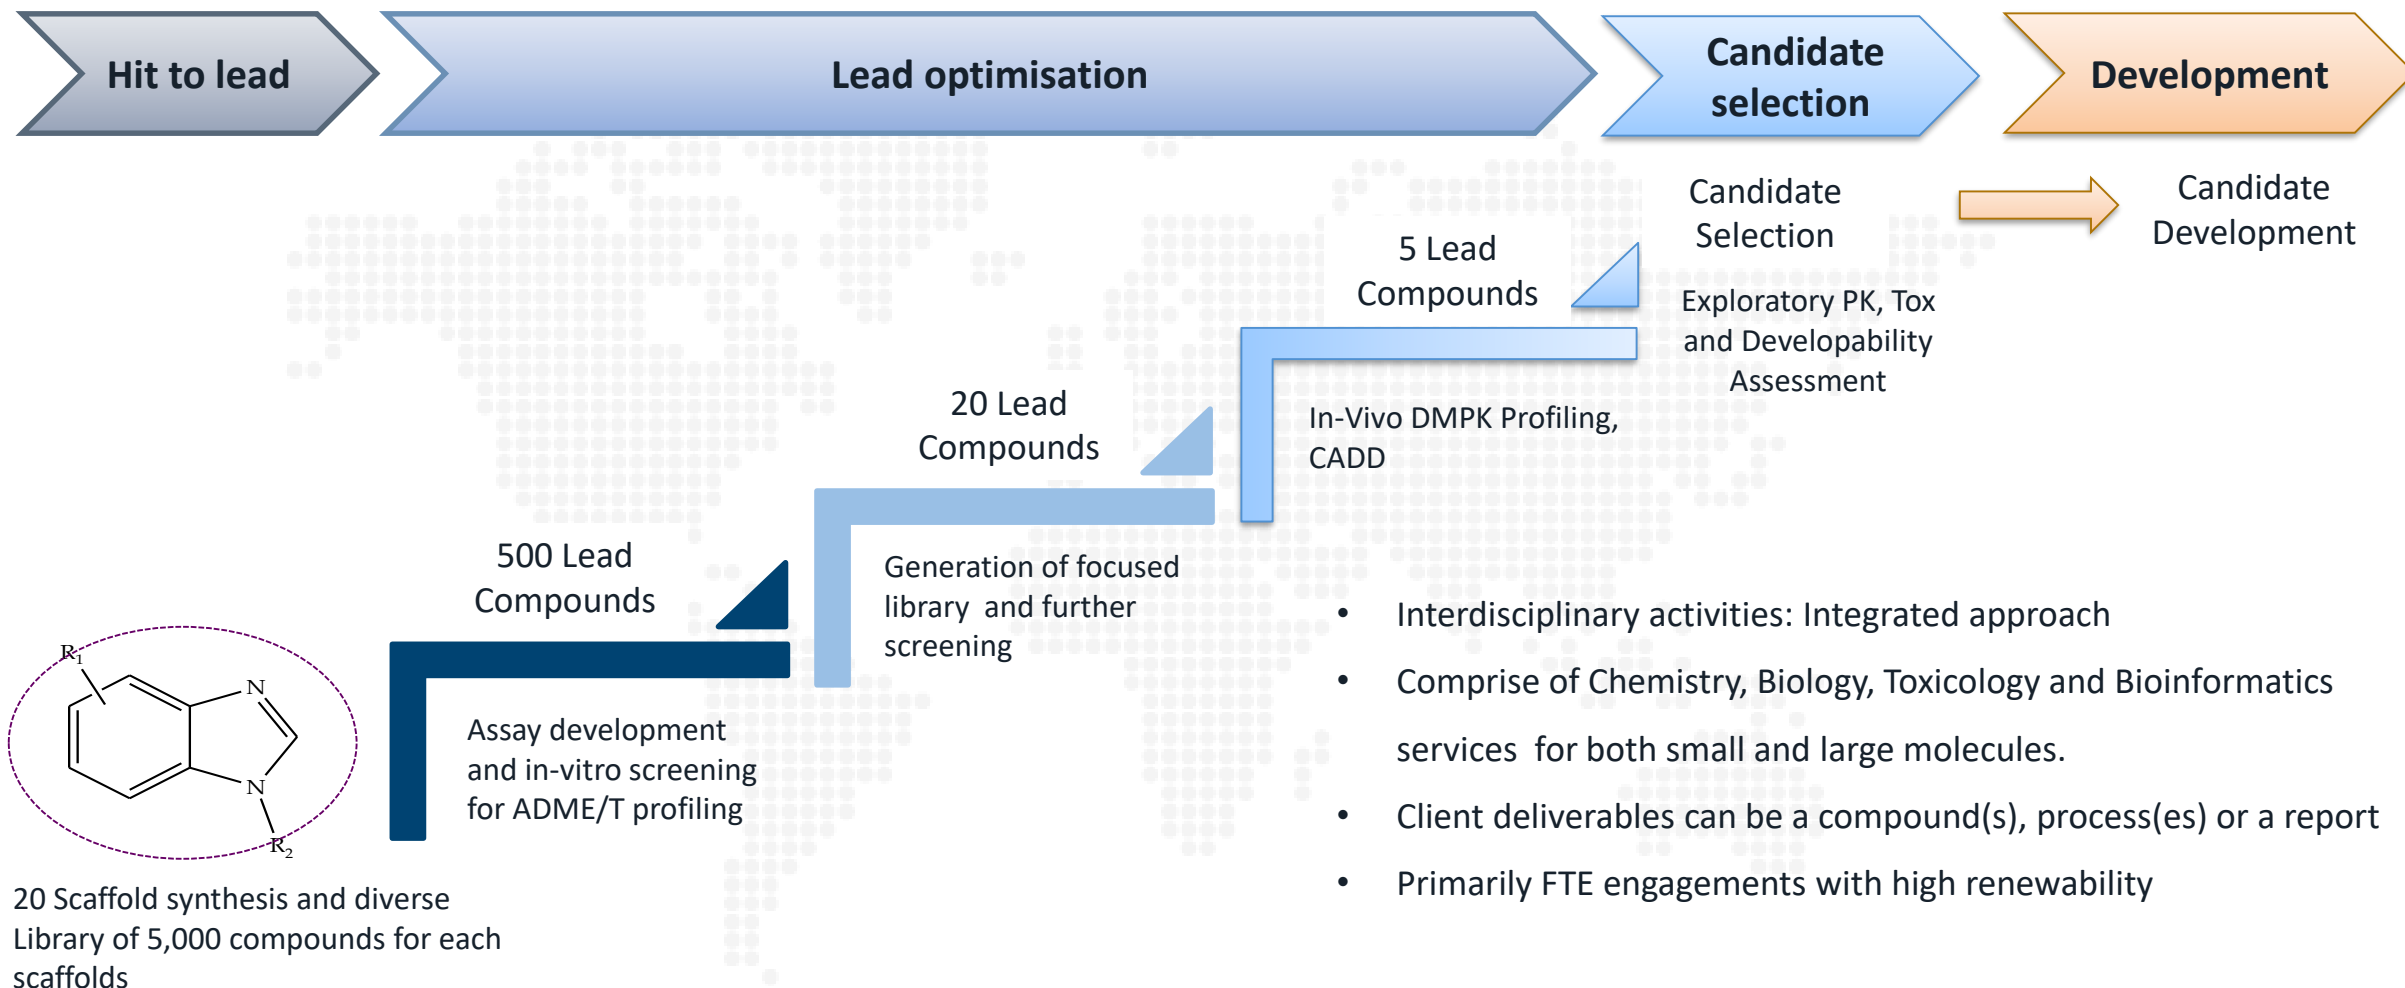 Hit to lead
Lead optimisation
Candidate
selection
Development
Candidate
Selection
Candidate
Development
5 Lead
Compounds
Exploratory PK, Tox
and Developability
Assessment
20 Lead
Compounds
In-Vivo DMPK Profiling,
CADD
500 Lead
Compounds
Generation of focused
library  and further
screening
R1
N
N
R2
Assay development
and in-vitro screening
for ADME/T profiling
20 Scaffold synthesis and diverse
Library of 5,000 compounds for each
scaffolds
• Interdisciplinary activities: Integrated approach
• Comprise of Chemistry, Biology, Toxicology and Bioinformatics
services  for both small and large molecules.
• Client deliverables can be a compound(s), process(es) or a report
• Primarily FTE engagements with high renewability